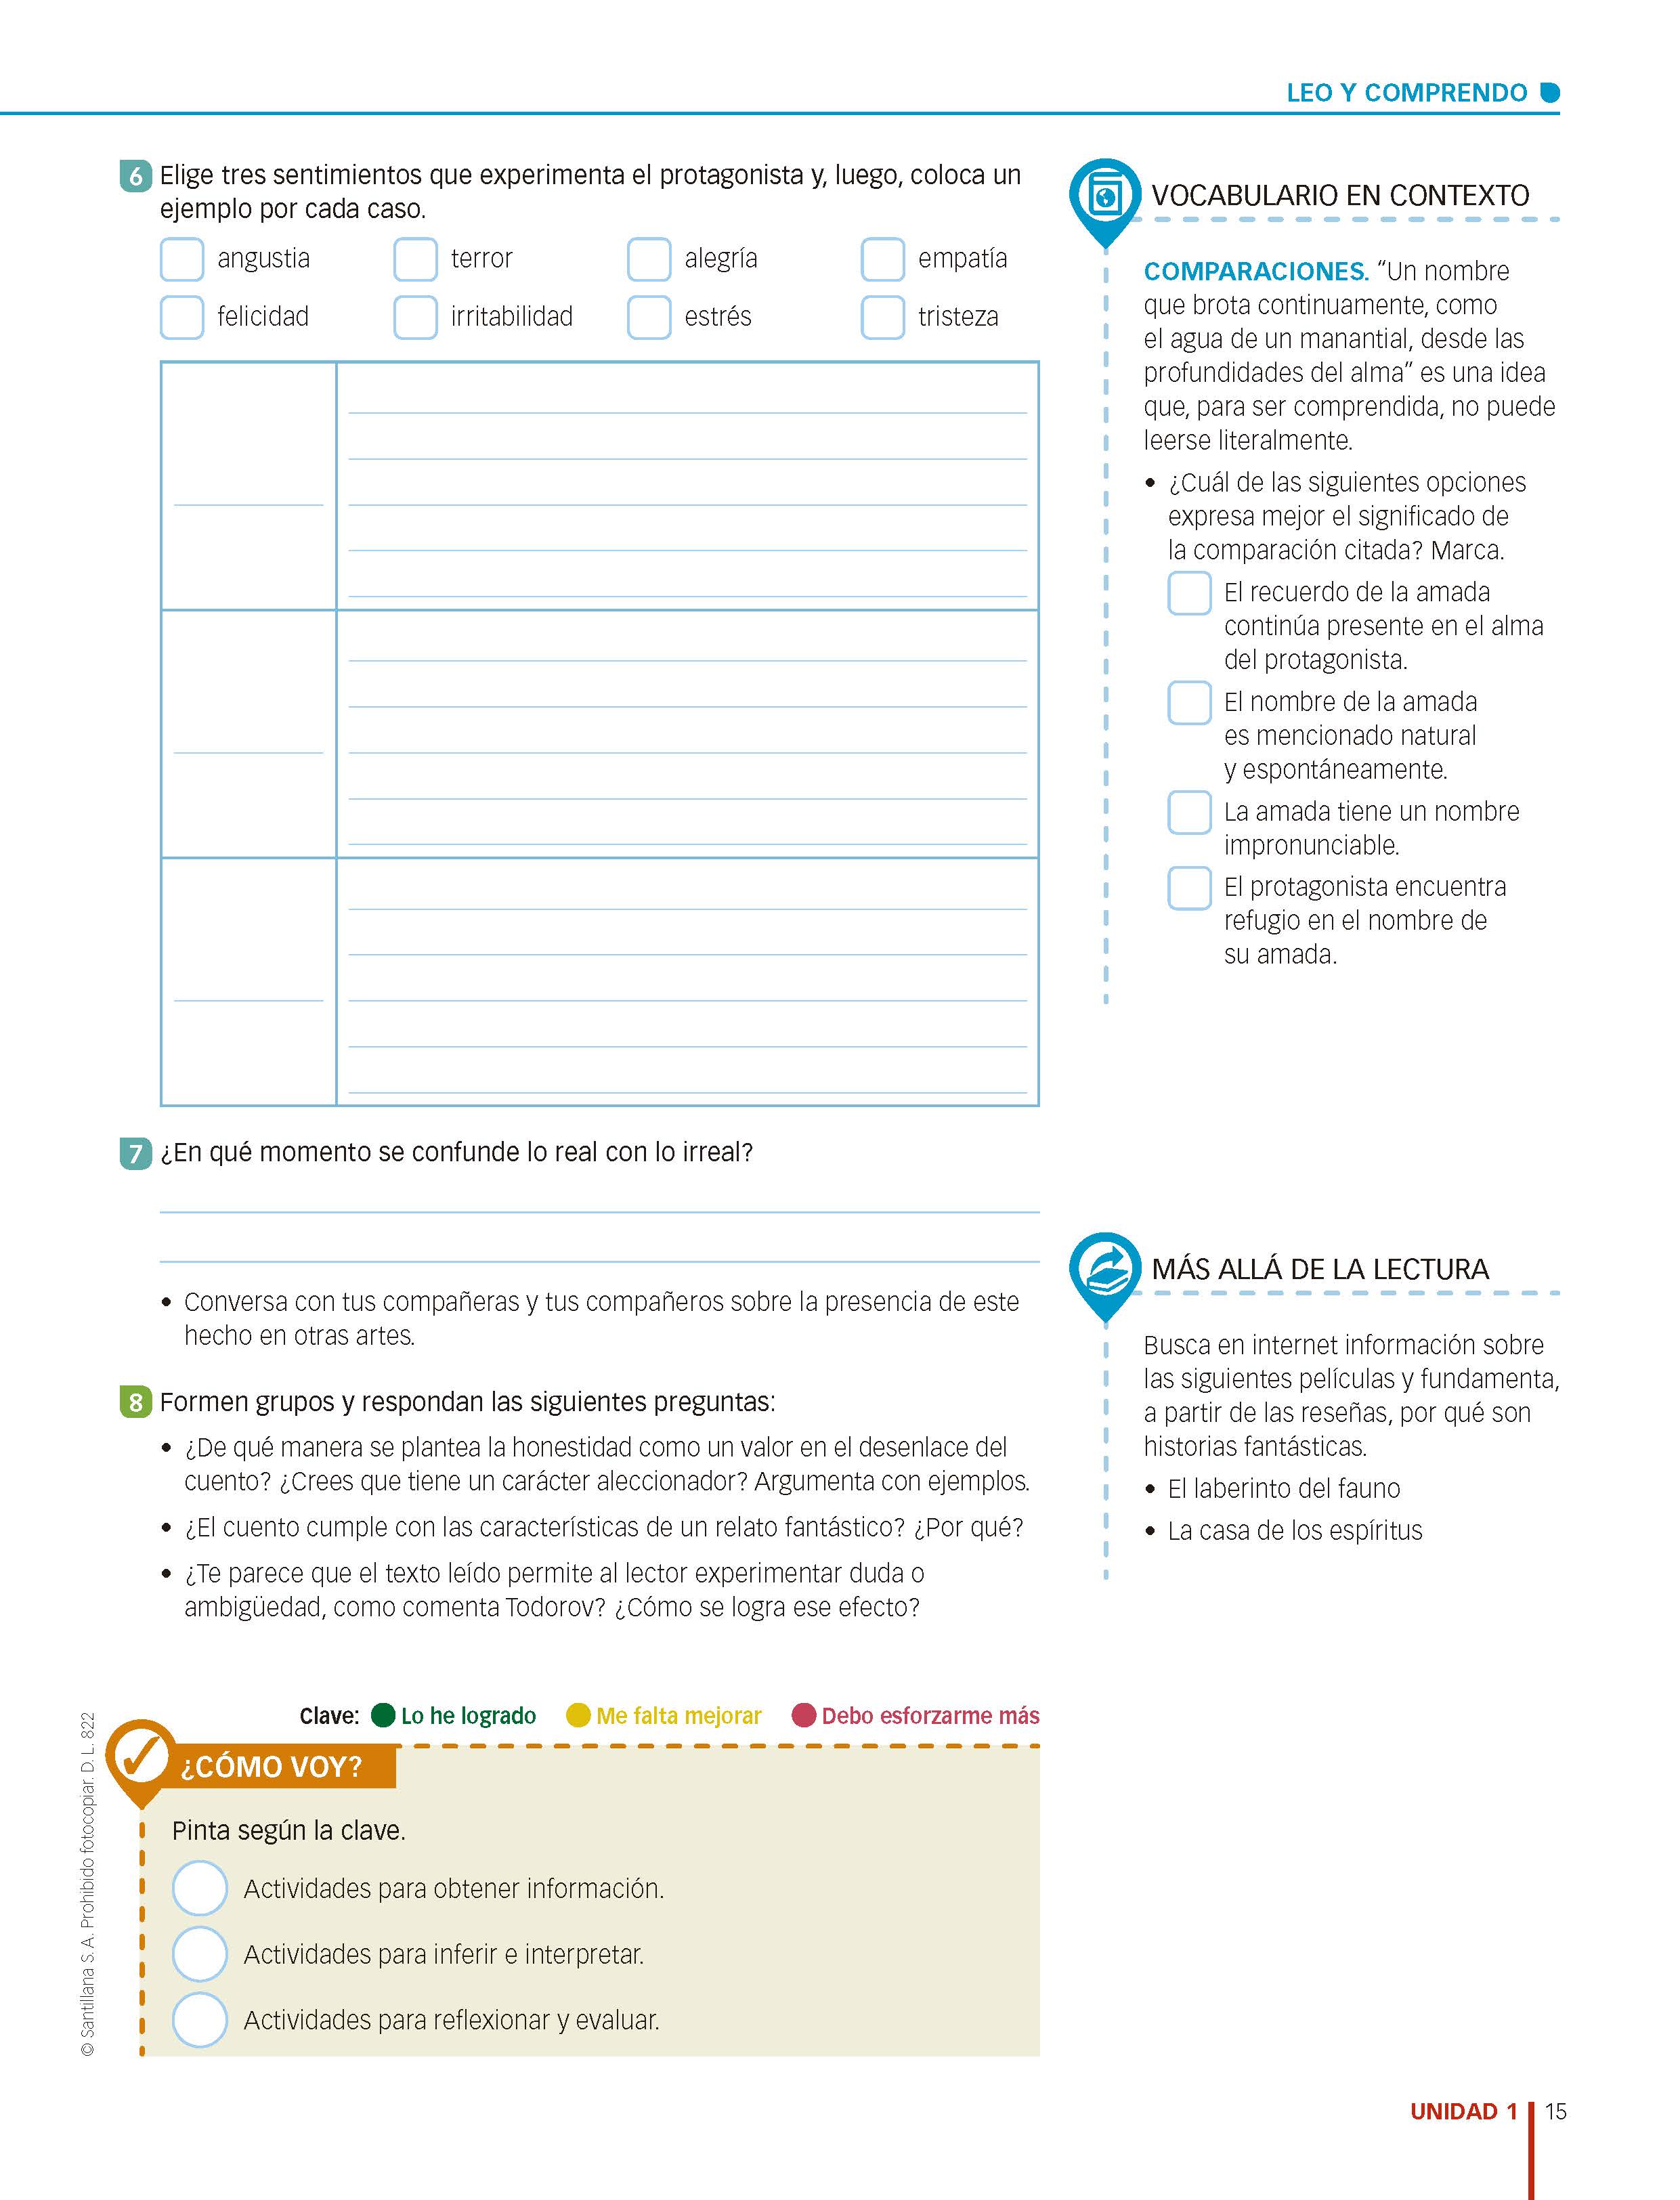 LEO Y COMPRENDO
6 Elige tres sentimientos que experimenta el protagonista y, luego, coloca un
ejemplo por cada caso.
angustia terror alegría empatía
felicidad irritabilidad estrés tristeza
7 ¿En qué momento se confunde lo real con lo irreal?
• Conversa con tus compañeras y tus compañeros sobre la presencia de este
hecho en otras artes.
8 Formen grupos y respondan las siguientes preguntas:
• ¿De qué manera se plantea la honestidad como un valor en el desenlace del
cuento? ¿Crees que tiene un carácter aleccionador? Argumenta con ejemplos.
• ¿El cuento cumple con las características de un relato fantástico? ¿Por qué?
• ¿Te parece que el texto leído permite al lector experimentar duda o
ambigüedad, como comenta Todorov? ¿Cómo se logra ese efecto?
VOCABULARIO EN CONTEXTO
COMPARACIONES. “Un nombre
que brota continuamente, como
el agua de un manantial, desde las
profundidades del alma” es una idea
que, para ser comprendida, no puede
leerse literalmente.
• ¿Cuál de las siguientes opciones
expresa mejor el significado de
la comparación citada? Marca.
El recuerdo de la amada
continúa presente en el alma
del protagonista.
El nombre de la amada
es mencionado natural
y espontáneamente.
La amada tiene un nombre
impronunciable.
El protagonista encuentra
refugio en el nombre de
su amada.
MÁS ALLÁ DE LA LECTURA
Busca en internet información sobre
las siguientes películas y fundamenta,
a partir de las reseñas, por qué son
historias fantásticas.
• El laberinto del fauno
• La casa de los espíritus
Clave: Lo he logrado Me falta mejorar Debo esforzarme más
¿CÓMO VOY?
Pinta según la clave.
Actividades para obtener información.
Actividades para inferir e interpretar.
Actividades para reflexionar y evaluar.
© Santillana S. A. Prohibido fotocopiar. D. L. 822
UNIDAD 1 15